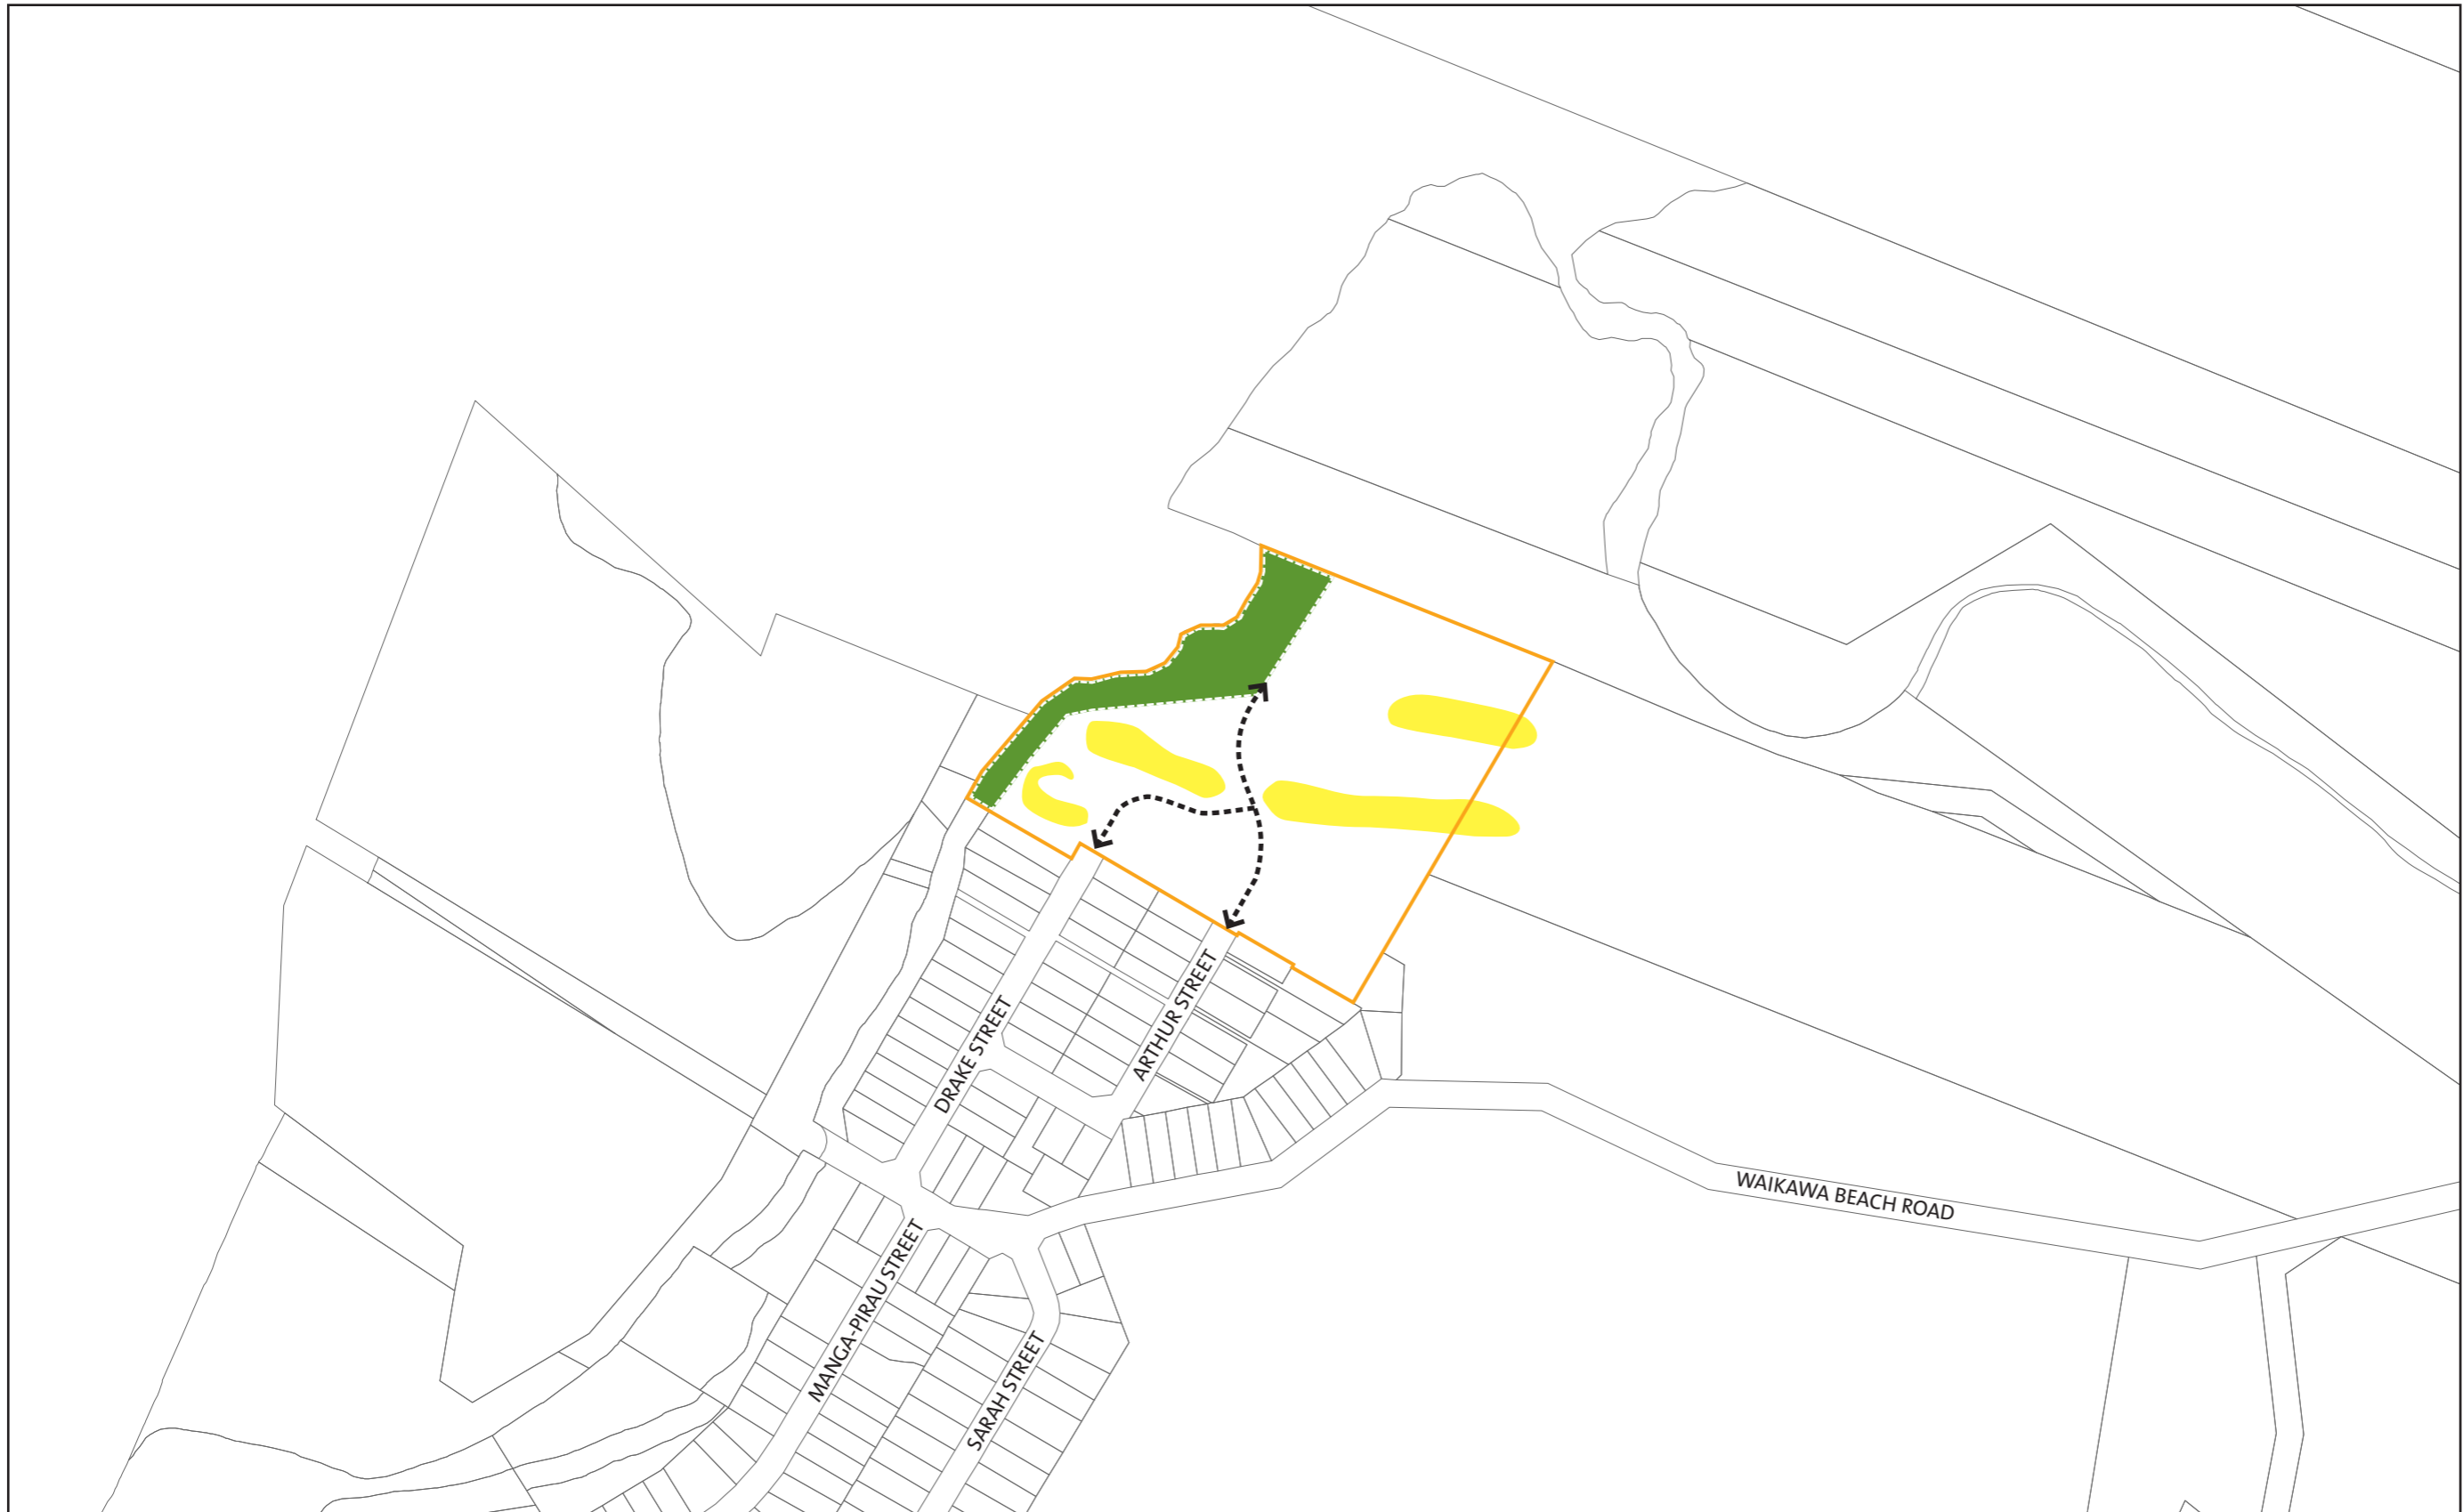 DRAKE STREET
ARTHUR STREET
WAIKAWA BEACH ROAD
MANGA-PIRAU STREET
SARAH STREET